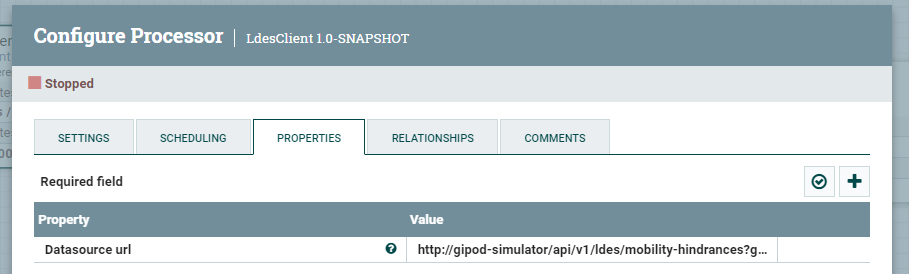 Configure Processor | LdesClient 1.0-SNAPSHOT
Stopped
SETTINGS SCHEDULING PROPERTIES RELATIONSHIPS COMMENTS
Required field
Property Value
Datasource url http://gipod-simulator/api/v1/ldes/mobility-hindrances?g...